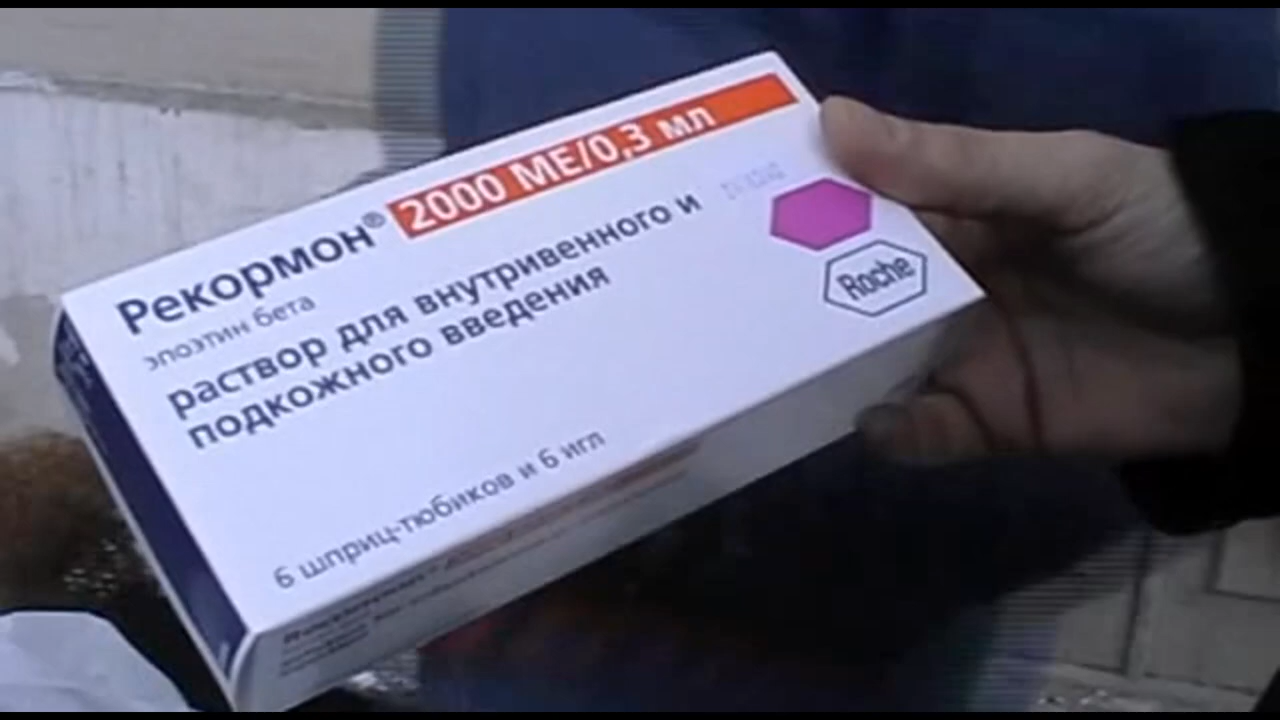 Рекормон® 2000 МЕ/0,3 мл
эпоэтин бета
раствор для внутривенного и
подкожного введения
Roche
6 шприц-тюбиков и 6 игл